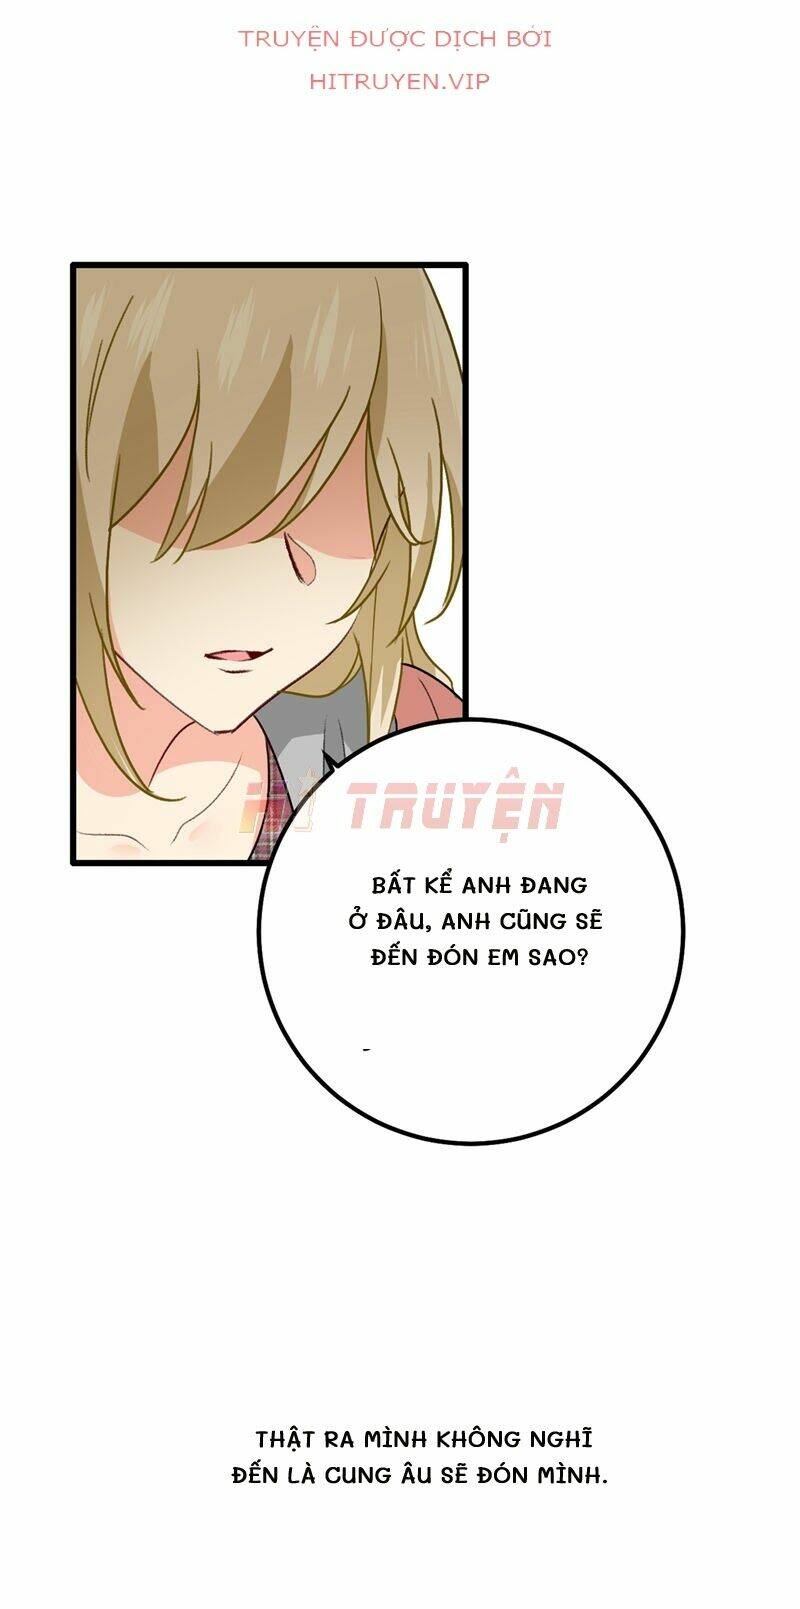 TRUYỆN ĐƯỢC DỊCH BỞI
HITRUYEN.VIP
HI TRUYỆN
BẤT KỂ ANH ĐANG
Ở ĐÂU, ANH CŨNG SẼ
ĐẾN ĐÓN EM SAO?
THẬT RA MÌNH KHÔNG NGHĨ
ĐẾN LÀ CUNG ÂU SẼ ĐÓN MÌNH.